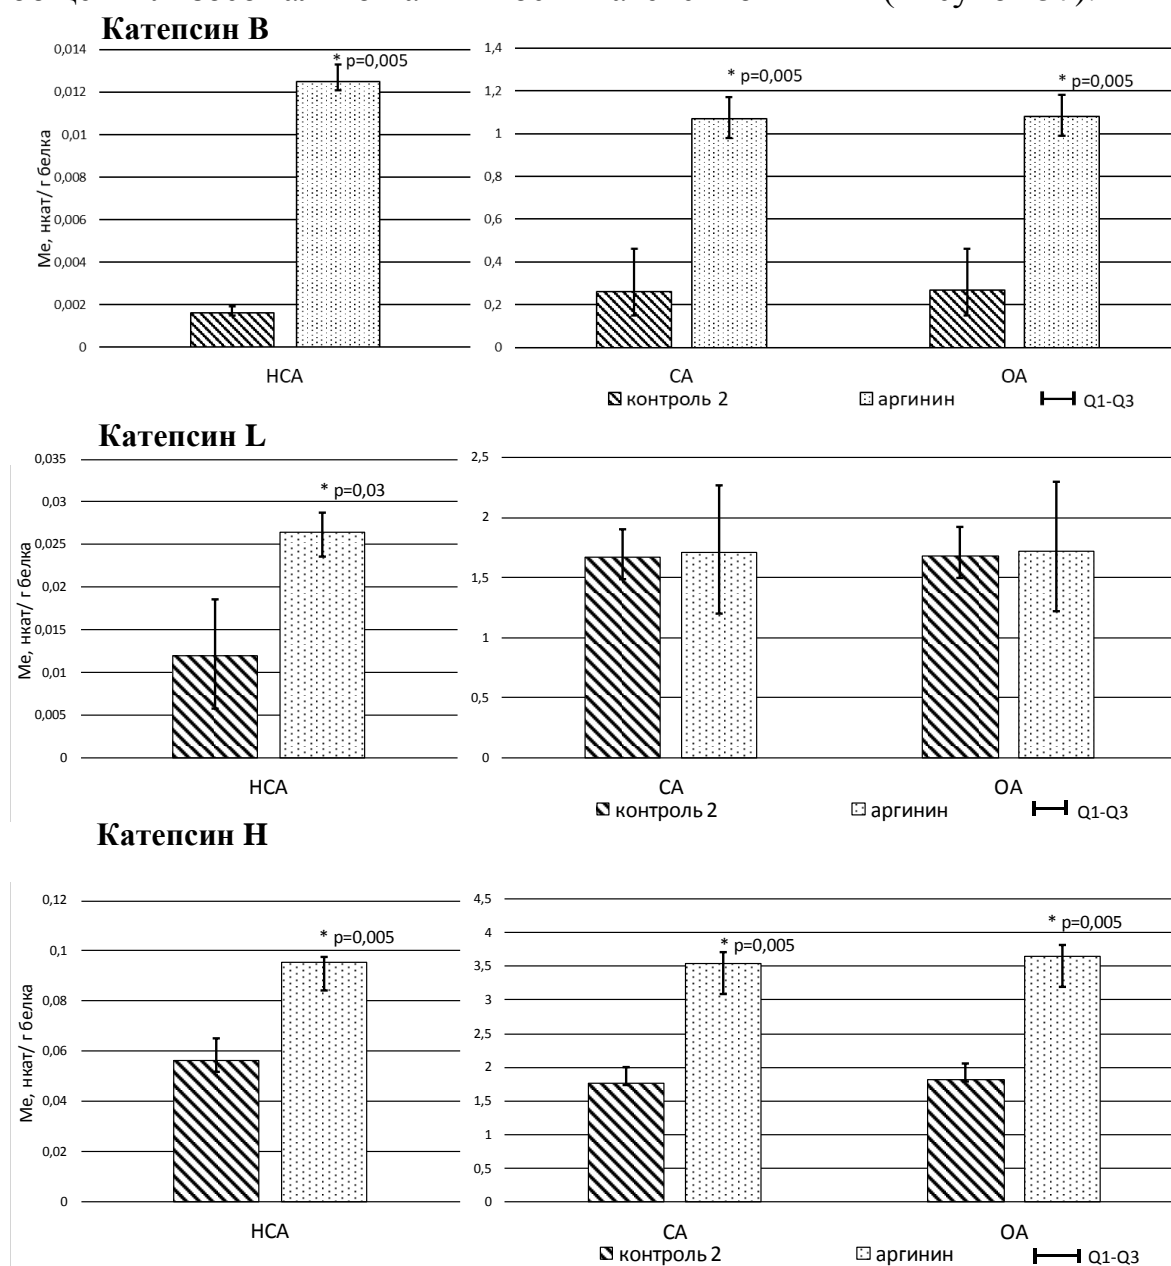 Катепсин В
0,014
0,012
0,01
0,008
0,006
0,004
0,002
0
Ме, нкат/ г белка
* p=0,005
НСА
1,4
1,2
1
0,8
0,6
0,4
0,2
0
* p=0,005
* p=0,005
СА
ОА
контроль 2
аргинин
Q1-Q3
Катепсин L
0,035
0,03
0,025
0,02
0,015
0,01
0,005
0
Ме, нкат/ г белка
* p=0,03
НСА
2,5
2
1,5
1
0,5
0
СА
ОА
контроль 2
аргинин
Q1-Q3
Катепсин Н
0,12
0,1
0,08
0,06
0,04
0,02
0
Ме, нкат/ г белка
* p=0,005
НСА
4,5
4
3,5
3
2,5
2
1,5
1
0,5
0
* p=0,005
* p=0,005
СА
ОА
контроль 2
аргинин
Q1-Q3